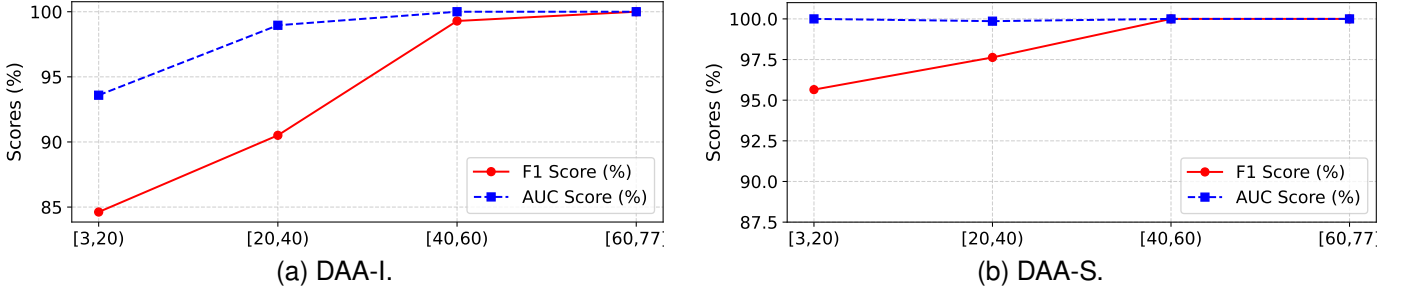 100
95
90
85
Scores (%)
F1 Score (%)
AUC Score (%)
[3,20)
[20,40)
[40,60)
[60,77]
(a) DAA-I.
100.0
97.5
95.0
92.5
90.0
87.5
Scores (%)
F1 Score (%)
AUC Score (%)
[3,20)
[20,40)
[40,60)
[60,77]
(b) DAA-S.